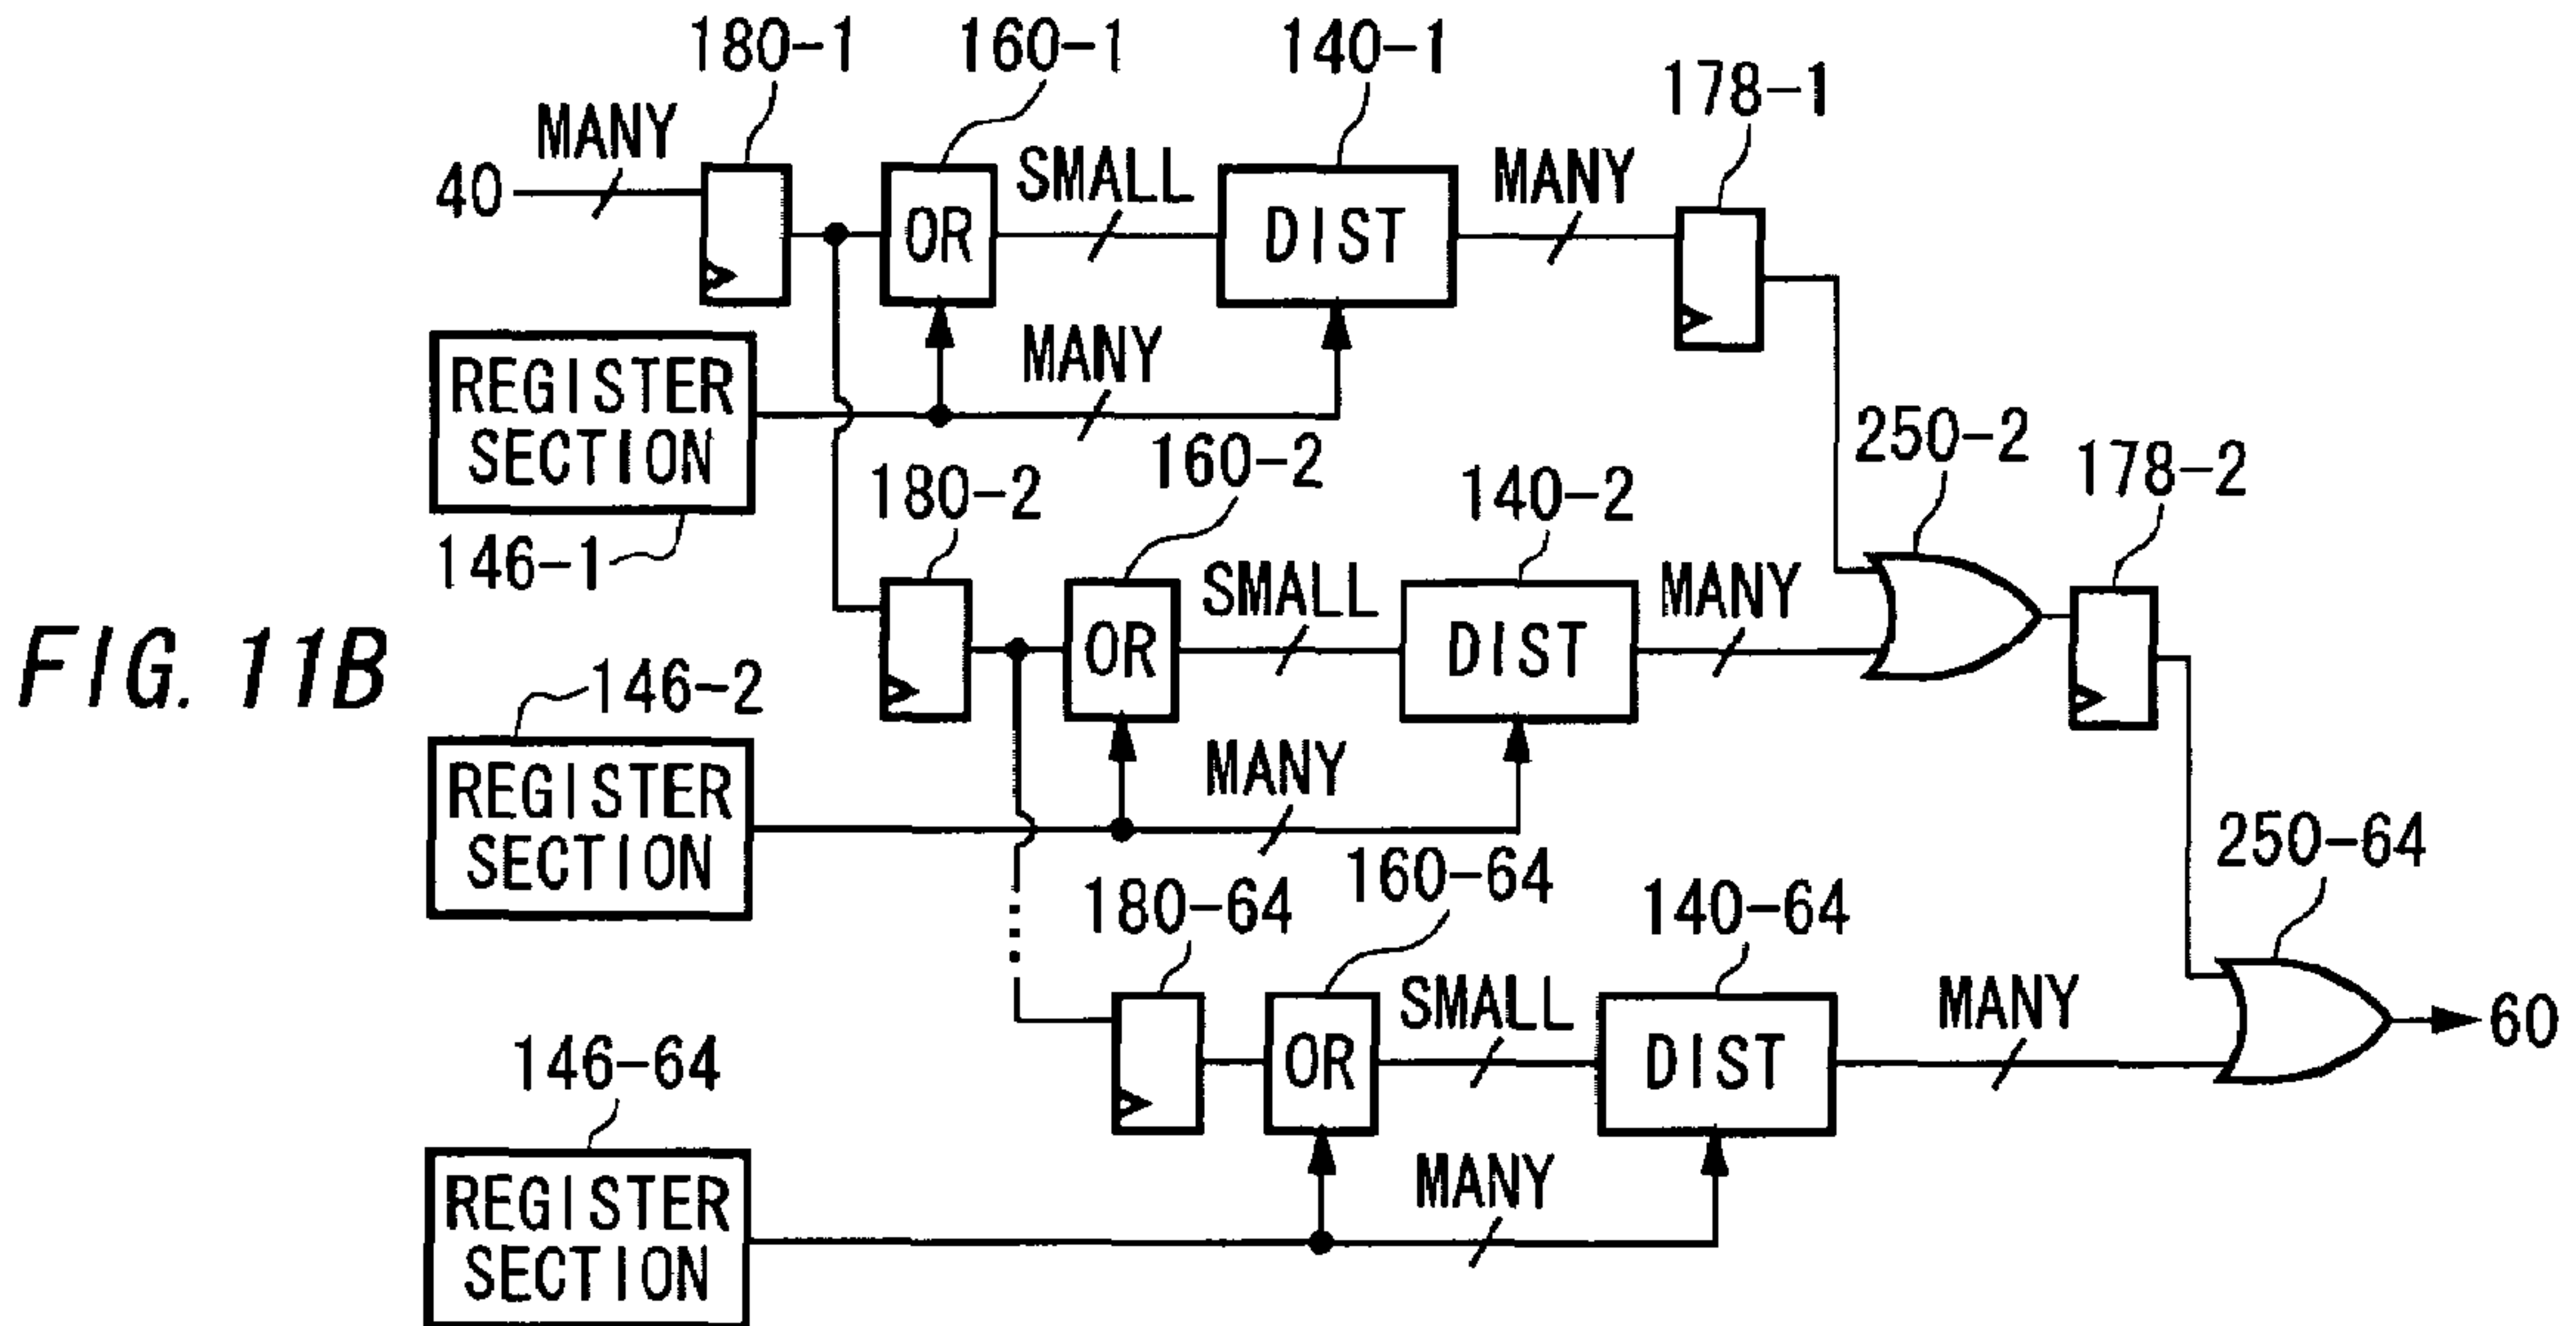 180-1 160-1 140-1 178-1
MANY
40
OR
SMALL
DIST
MANY
REGISTER
SECTION
MANY
146-1
250-2
180-2 160-2 140-2 178-2
OR
SMALL
DIST
MANY
FIG. 11B
146-2
REGISTER
SECTION
MANY
250-64
180-64 160-64 140-64
OR
SMALL
DIST
MANY
60
146-64
REGISTER
SECTION
MANY